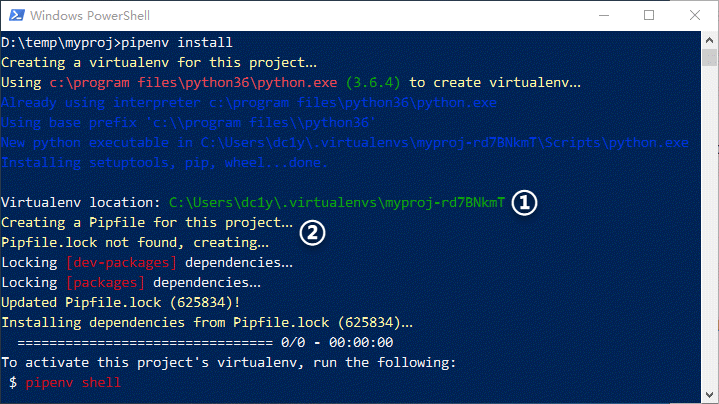 Windows PowerShell
D:\temp\myproj>pipenv install
Creating a virtualenv for this project…
Using c:\program files\python36\python.exe (3.6.4) to create virtualenv…
Already using interpreter c:\program files\python36\python.exe
Using base prefix 'c:\\program files\\python36'
New python executable in C:\Users\dc1y\.virtualenvs\myproj-rd7BNkmT\Scripts\python.exe
Installing setuptools, pip, wheel...done.
Virtualenv location: C:\Users\dc1y\.virtualenvs\myproj-rd7BNkmT ①
Creating a Pipfile for this project… ②
Pipfile.lock not found, creating…
Locking [dev-packages] dependencies…
Locking [packages] dependencies…
Updated Pipfile.lock (625834)!
Installing dependencies from Pipfile.lock (625834)…
================================ 0/0 - 00:00:00
To activate this project's virtualenv, run the following:
$ pipenv shell